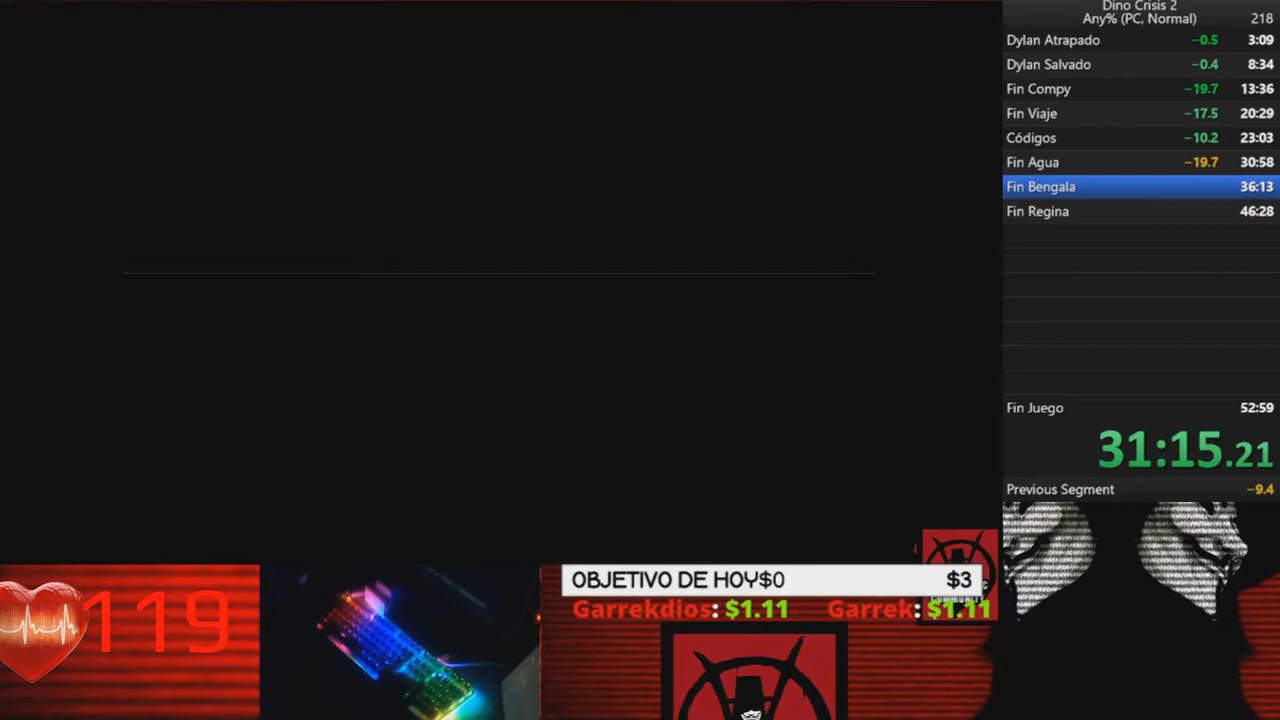 Dino Crisis 2
Any% (PC, Normal) 218
Dylan Atrapado −0.5 3:09
Dylan Salvado −0.4 8:34
Fin Compy −19.7 13:36
Fin Viaje −17.5 20:29
Códigos −10.2 23:03
Fin Agua −19.7 30:58
Fin Bengala 36:13
Fin Regina 46:28
Fin Juego 52:59
31:15.21
Previous Segment −9.4
OBJETIVO DE HOY$0 $3
Garrekdios: $1.11 Garrek: $1.11
119